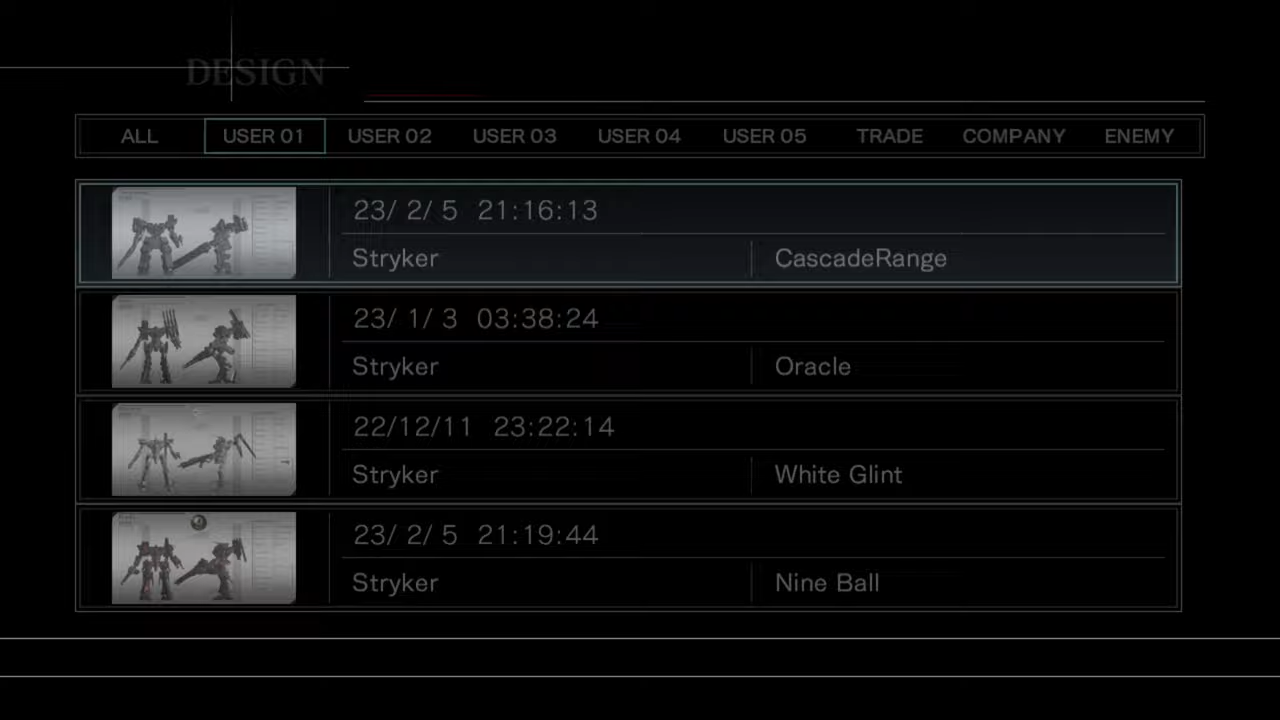 DESIGN
ALL USER 01 USER 02 USER 03 USER 04 USER 05 TRADE COMPANY ENEMY
23/ 2/ 5 21:16:13
Stryker CascadeRange
23/ 1/ 3 03:38:24
Stryker Oracle
22/12/11 23:22:14
Stryker White Glint
23/ 2/ 5 21:19:44
Stryker Nine Ball